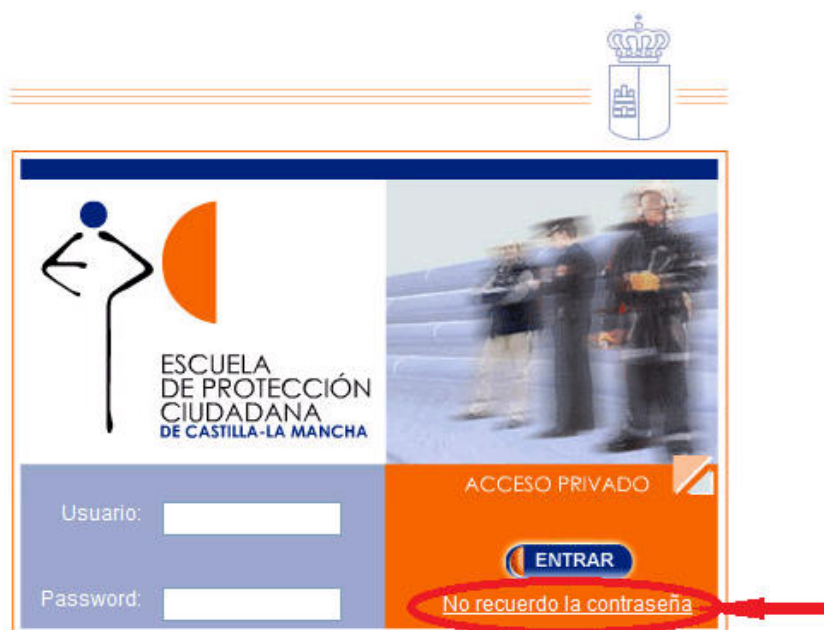 ESCUELA
DE PROTECCIÓN
CIUDADANA
DE CASTILLA-LA MANCHA
ACCESO PRIVADO
Usuario:
ENTRAR
Password:
No recuerdo la contraseña